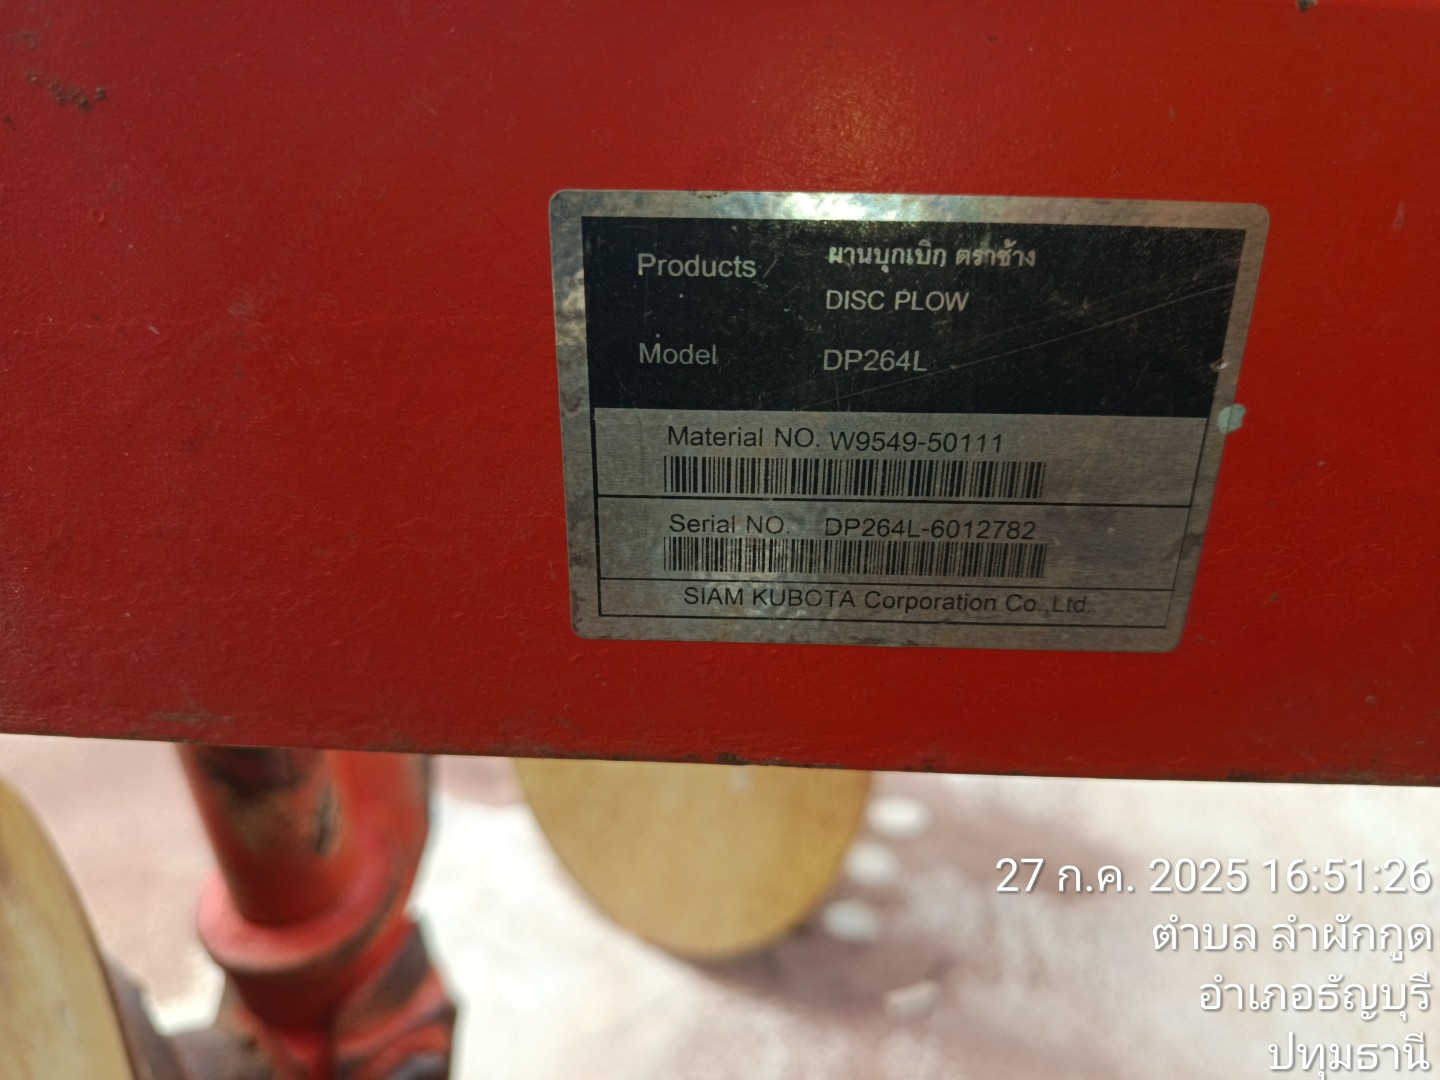 Products ผานบุกเบิก ตราช้าง
DISC PLOW
Model DP264L
Material NO. W9549-50111
Serial NO. DP264L-6012782
SIAM KUBOTA Corporation Co.,Ltd.
27 ก.ค. 2025 16:51:26
ตำบล ลำผักกูด
อำเภอธัญบุรี
ปทุมธานี